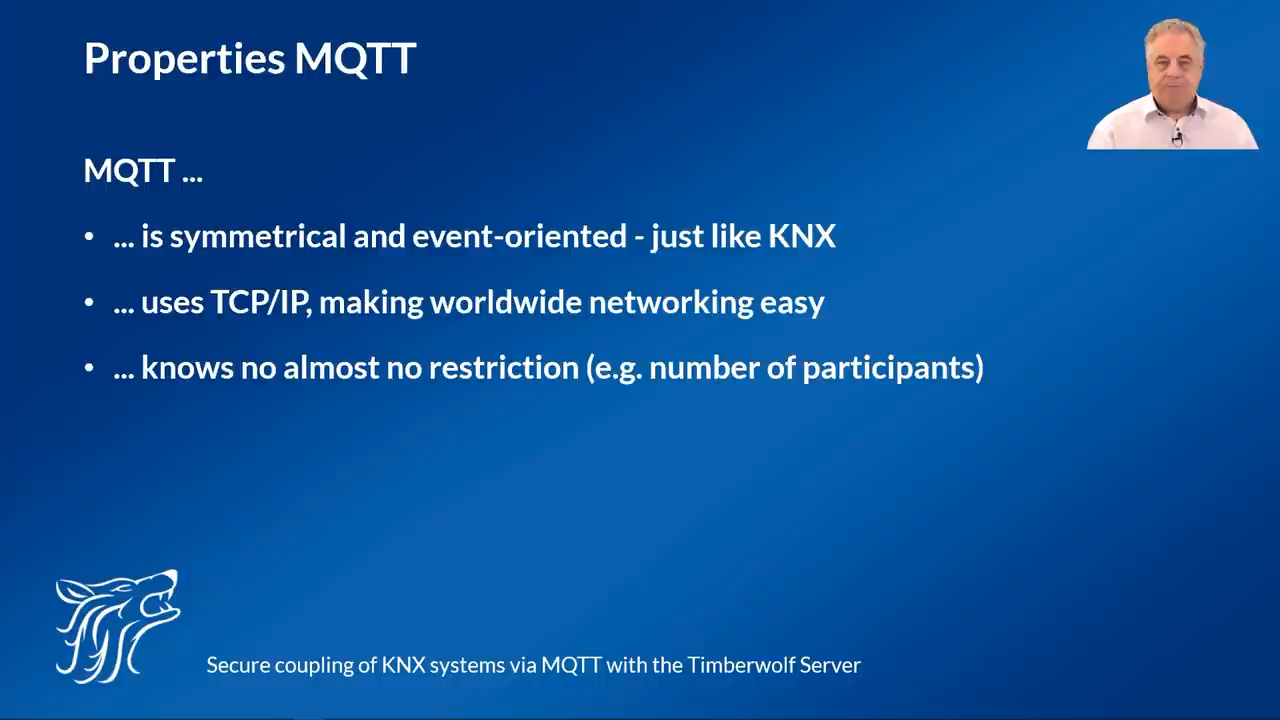 Properties MQTT
MQTT ...
• ... is symmetrical and event-oriented - just like KNX
• ... uses TCP/IP, making worldwide networking easy
• ... knows no almost no restriction (e.g. number of participants)
Secure coupling of KNX systems via MQTT with the Timberwolf Server